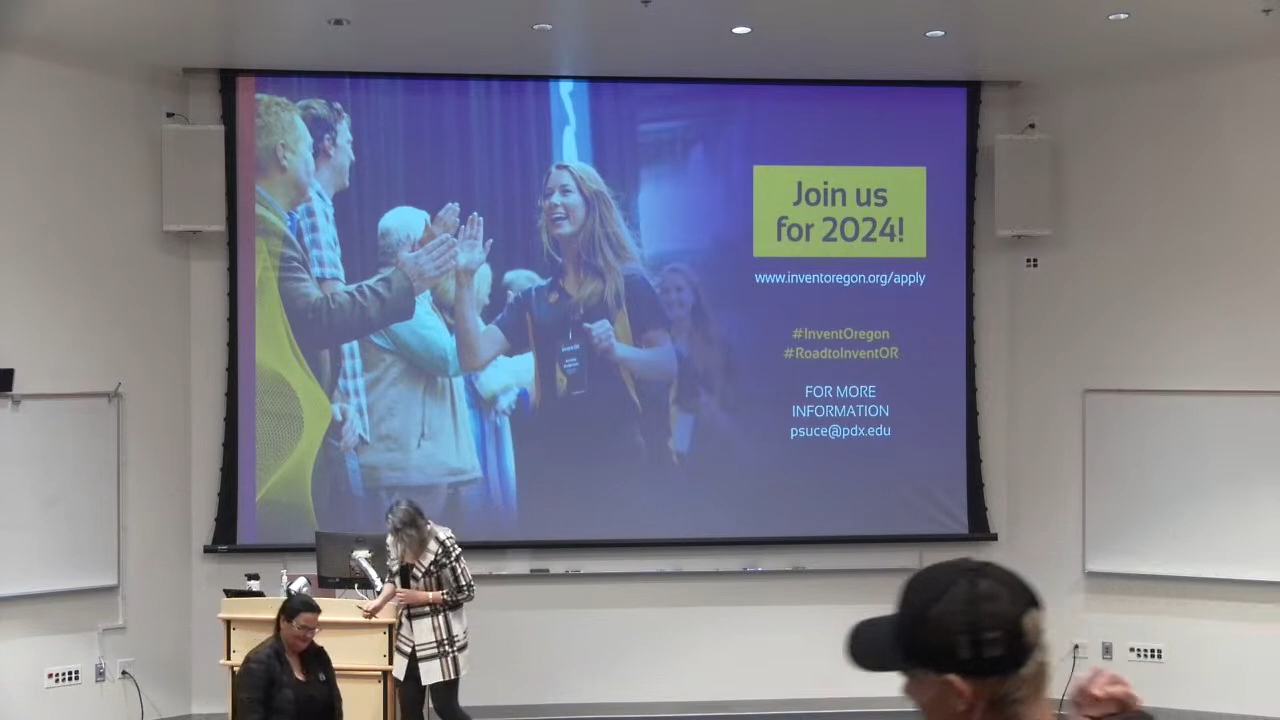 Join us
for 2024!
www.inventoregon.org/apply
#InventOregon
#RoadtoInventOR
FOR MORE
INFORMATION
psuce@pdx.edu